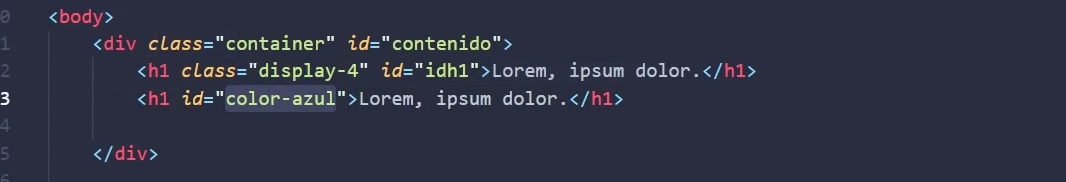 0 <body>
1 <div class="container" id="contenido">
2 <h1 class="display-4" id="idh1">Lorem, ipsum dolor.</h1>
3 <h1 id="color-azul">Lorem, ipsum dolor.</h1>
4
5 </div>
6